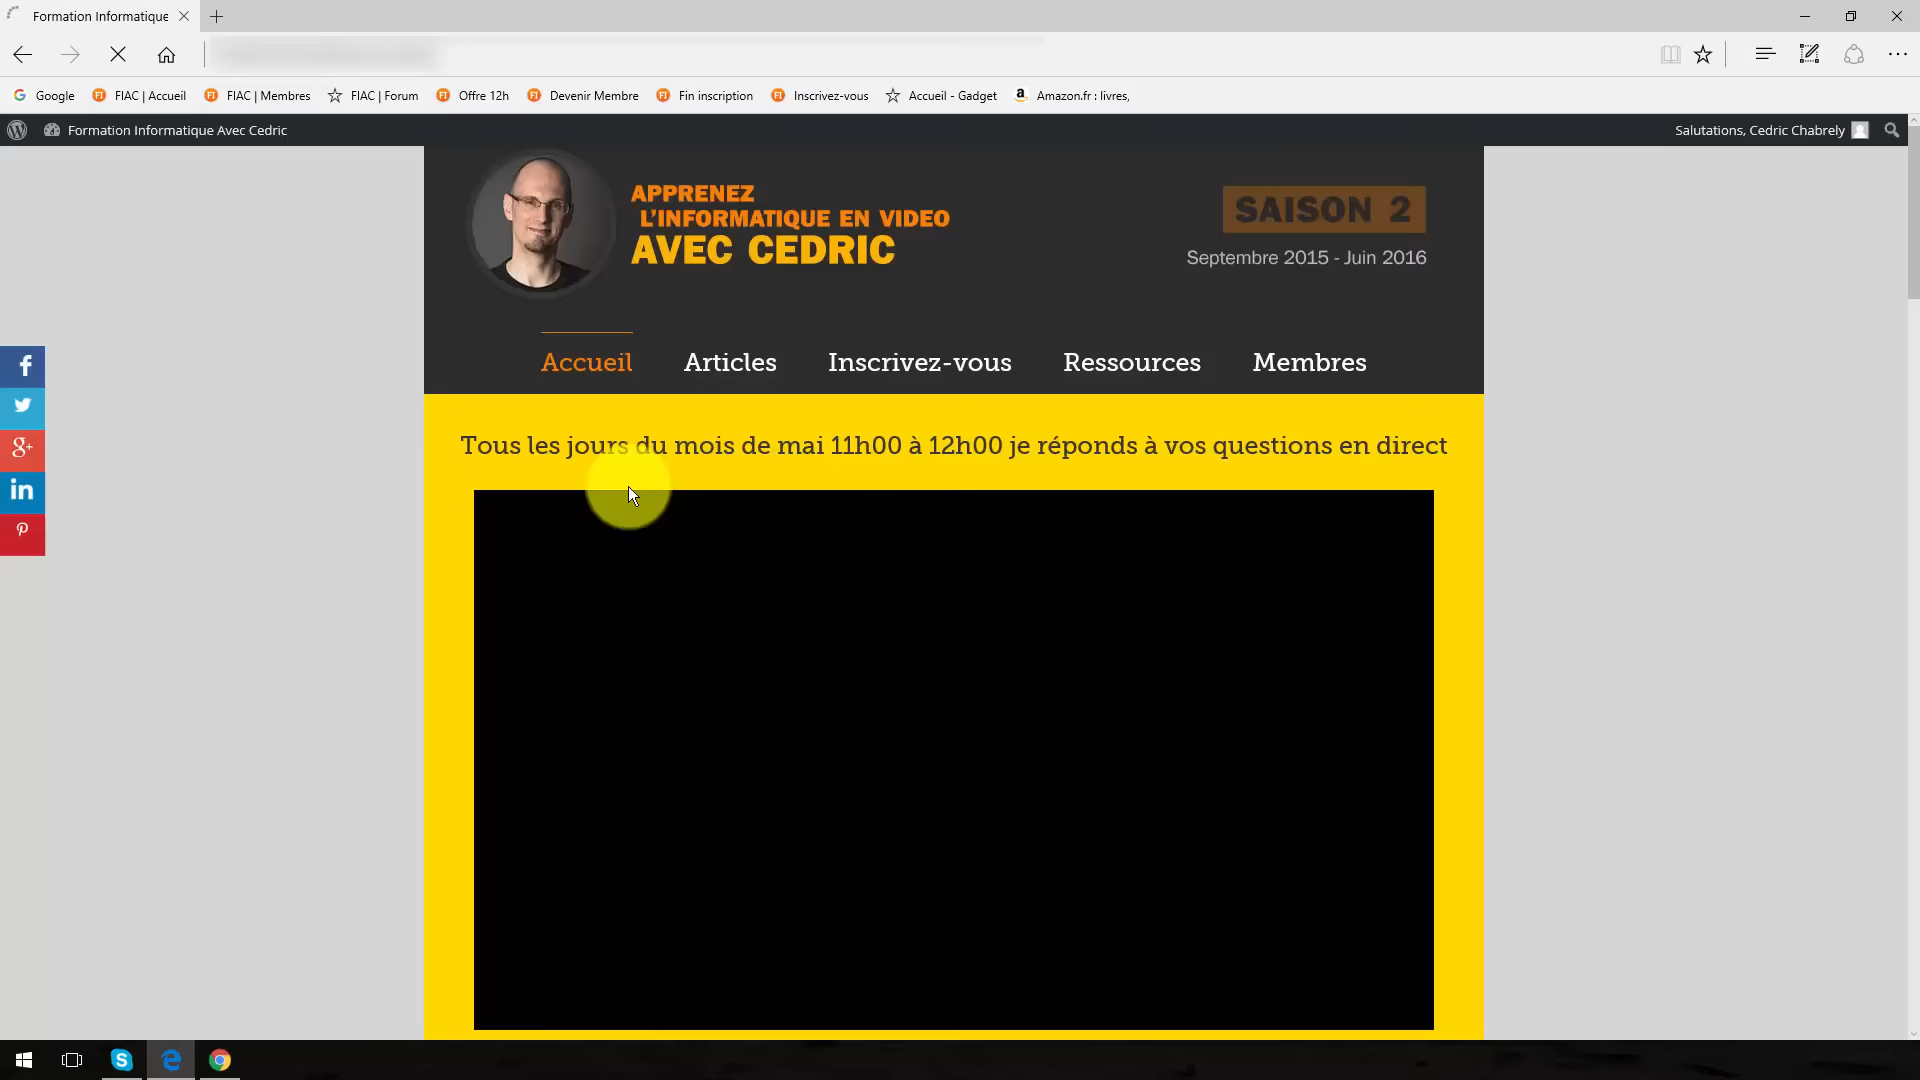 Formation Informatique
Google FIAC | Accueil FIAC | Membres FIAC | Forum Offre 12h Devenir Membre Fin inscription Inscrivez-vous Accueil - Gadget Amazon.fr : livres,
Formation Informatique Avec Cedric Salutations, Cedric Chabrely
APPRENEZ
L'INFORMATIQUE EN VIDEO
AVEC CEDRIC
SAISON 2
Septembre 2015 - Juin 2016
Accueil Articles Inscrivez-vous Ressources Membres
Tous les jours du mois de mai 11h00 à 12h00 je réponds à vos questions en direct